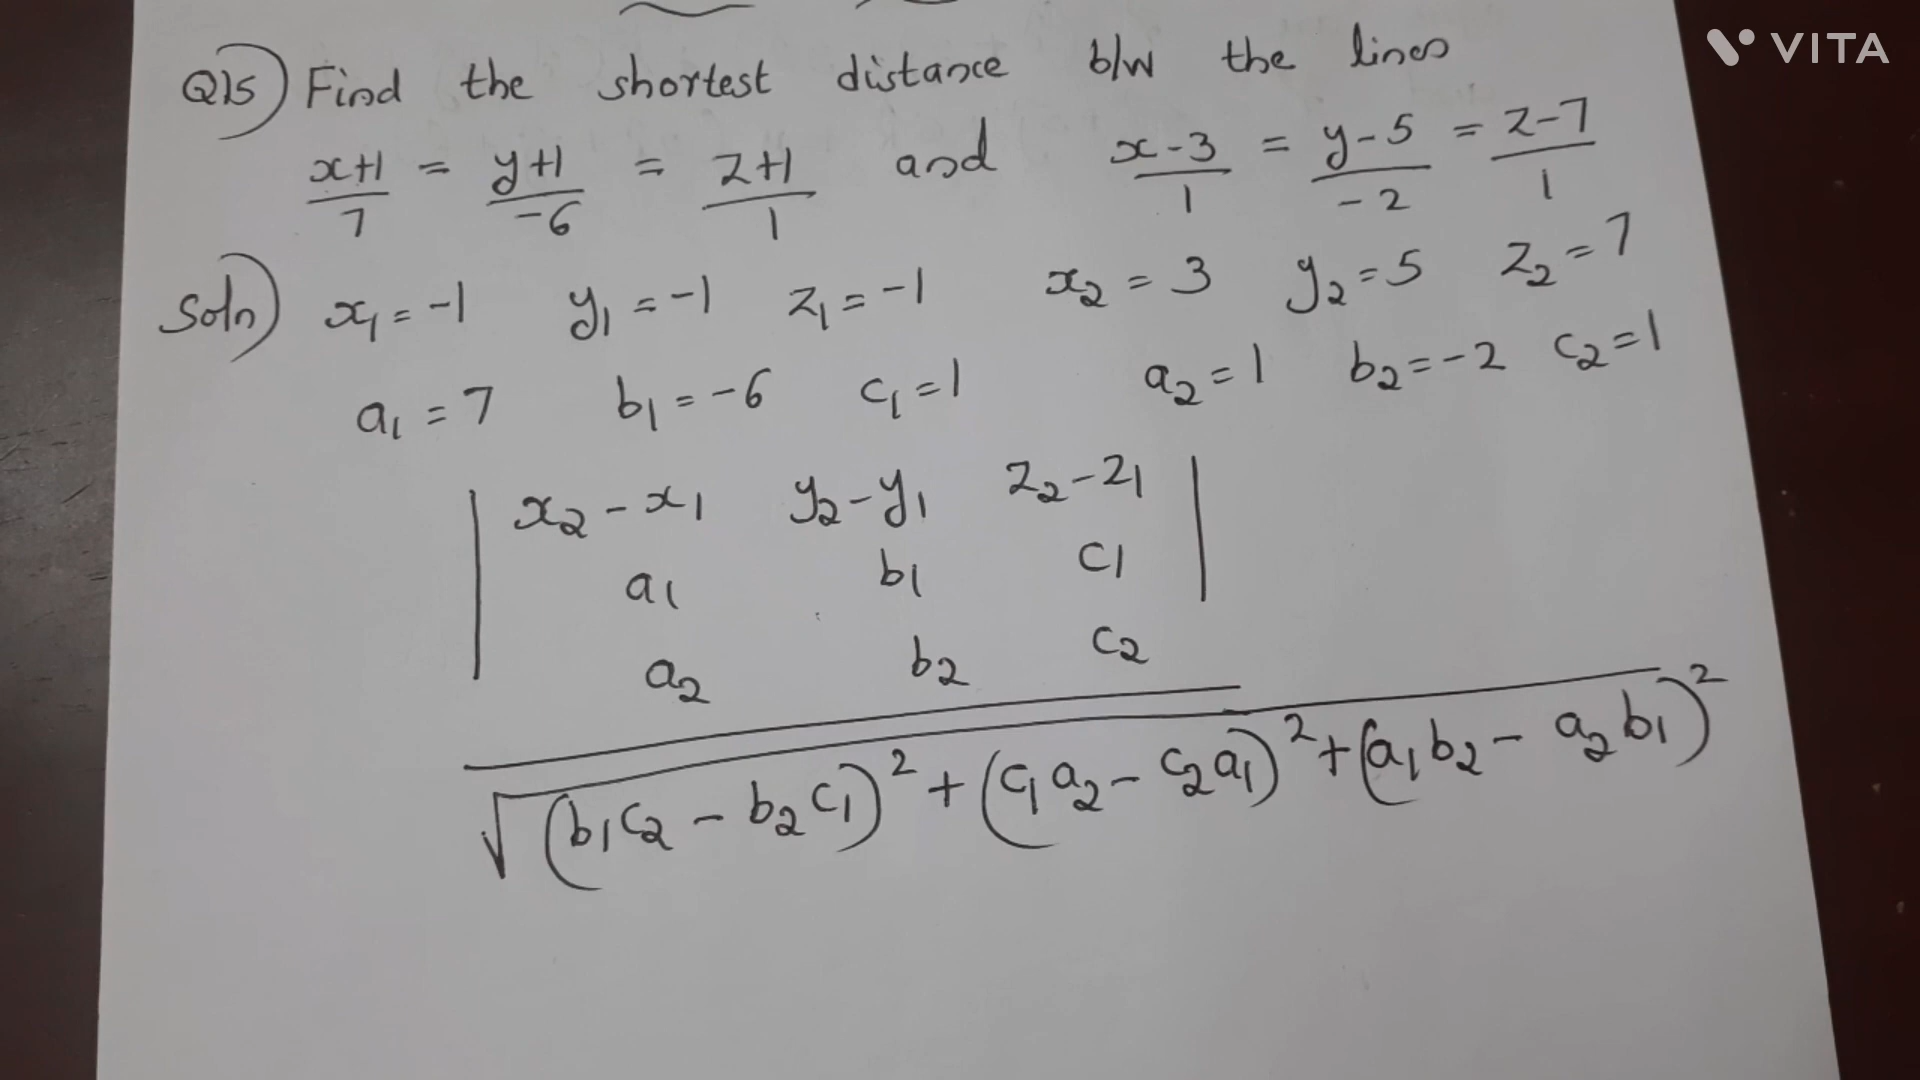 VITA
Q15) Find the shortest distance b/w the lines
x+1/7 = y+1/-6 = z+1/1 and x-3/1 = y-5/-2 = z-7/1
Soln) x₁ = -1 y₁ = -1 z₁ = -1 x₂ = 3 y₂ = 5 z₂ = 7
a₁ = 7 b₁ = -6 c₁ = 1 a₂ = 1 b₂ = -2 c₂ = 1
| x₂ - x₁ y₂ - y₁ z₂ - z₁ |
a₁ b₁ c₁
a₂ b₂ c₂
√(b₁c₂ - b₂c₁)² + (c₁a₂ - c₂a₁)² + (a₁b₂ - a₂b₁)²